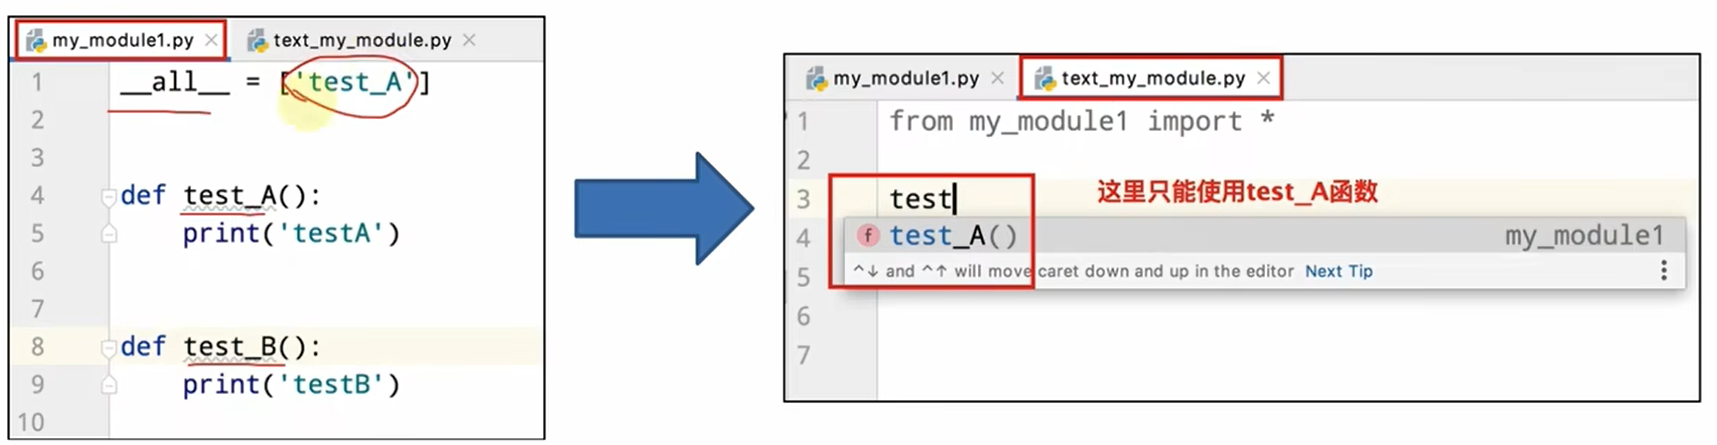 my_module1.py
text_my_module.py
1 __all__ = ['test_A']
2
3
4 def test_A():
5 print('testA')
6
7
8 def test_B():
9 print('testB')
10
my_module1.py
text_my_module.py
1 from my_module1 import *
2
3 test 这里只能使用test_A函数
4 f test_A() my_module1
5 ^↓ and ^↑ will move caret down and up in the editor Next Tip
6
7